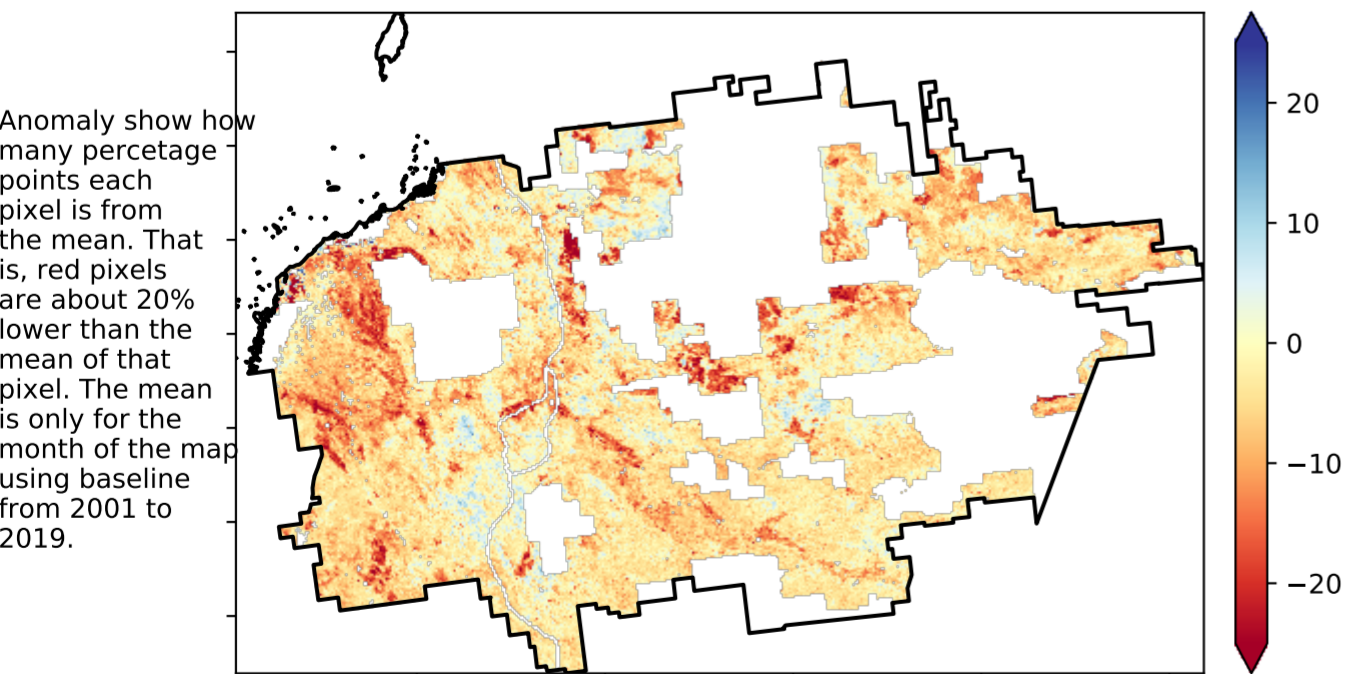 Anomaly show how
many percetage
points each
pixel is from
the mean. That
is, red pixels
are about 20%
lower than the
mean of that
pixel. The mean
is only for the
month of the map
using baseline
from 2001 to
2019.
20
10
0
−10
−20